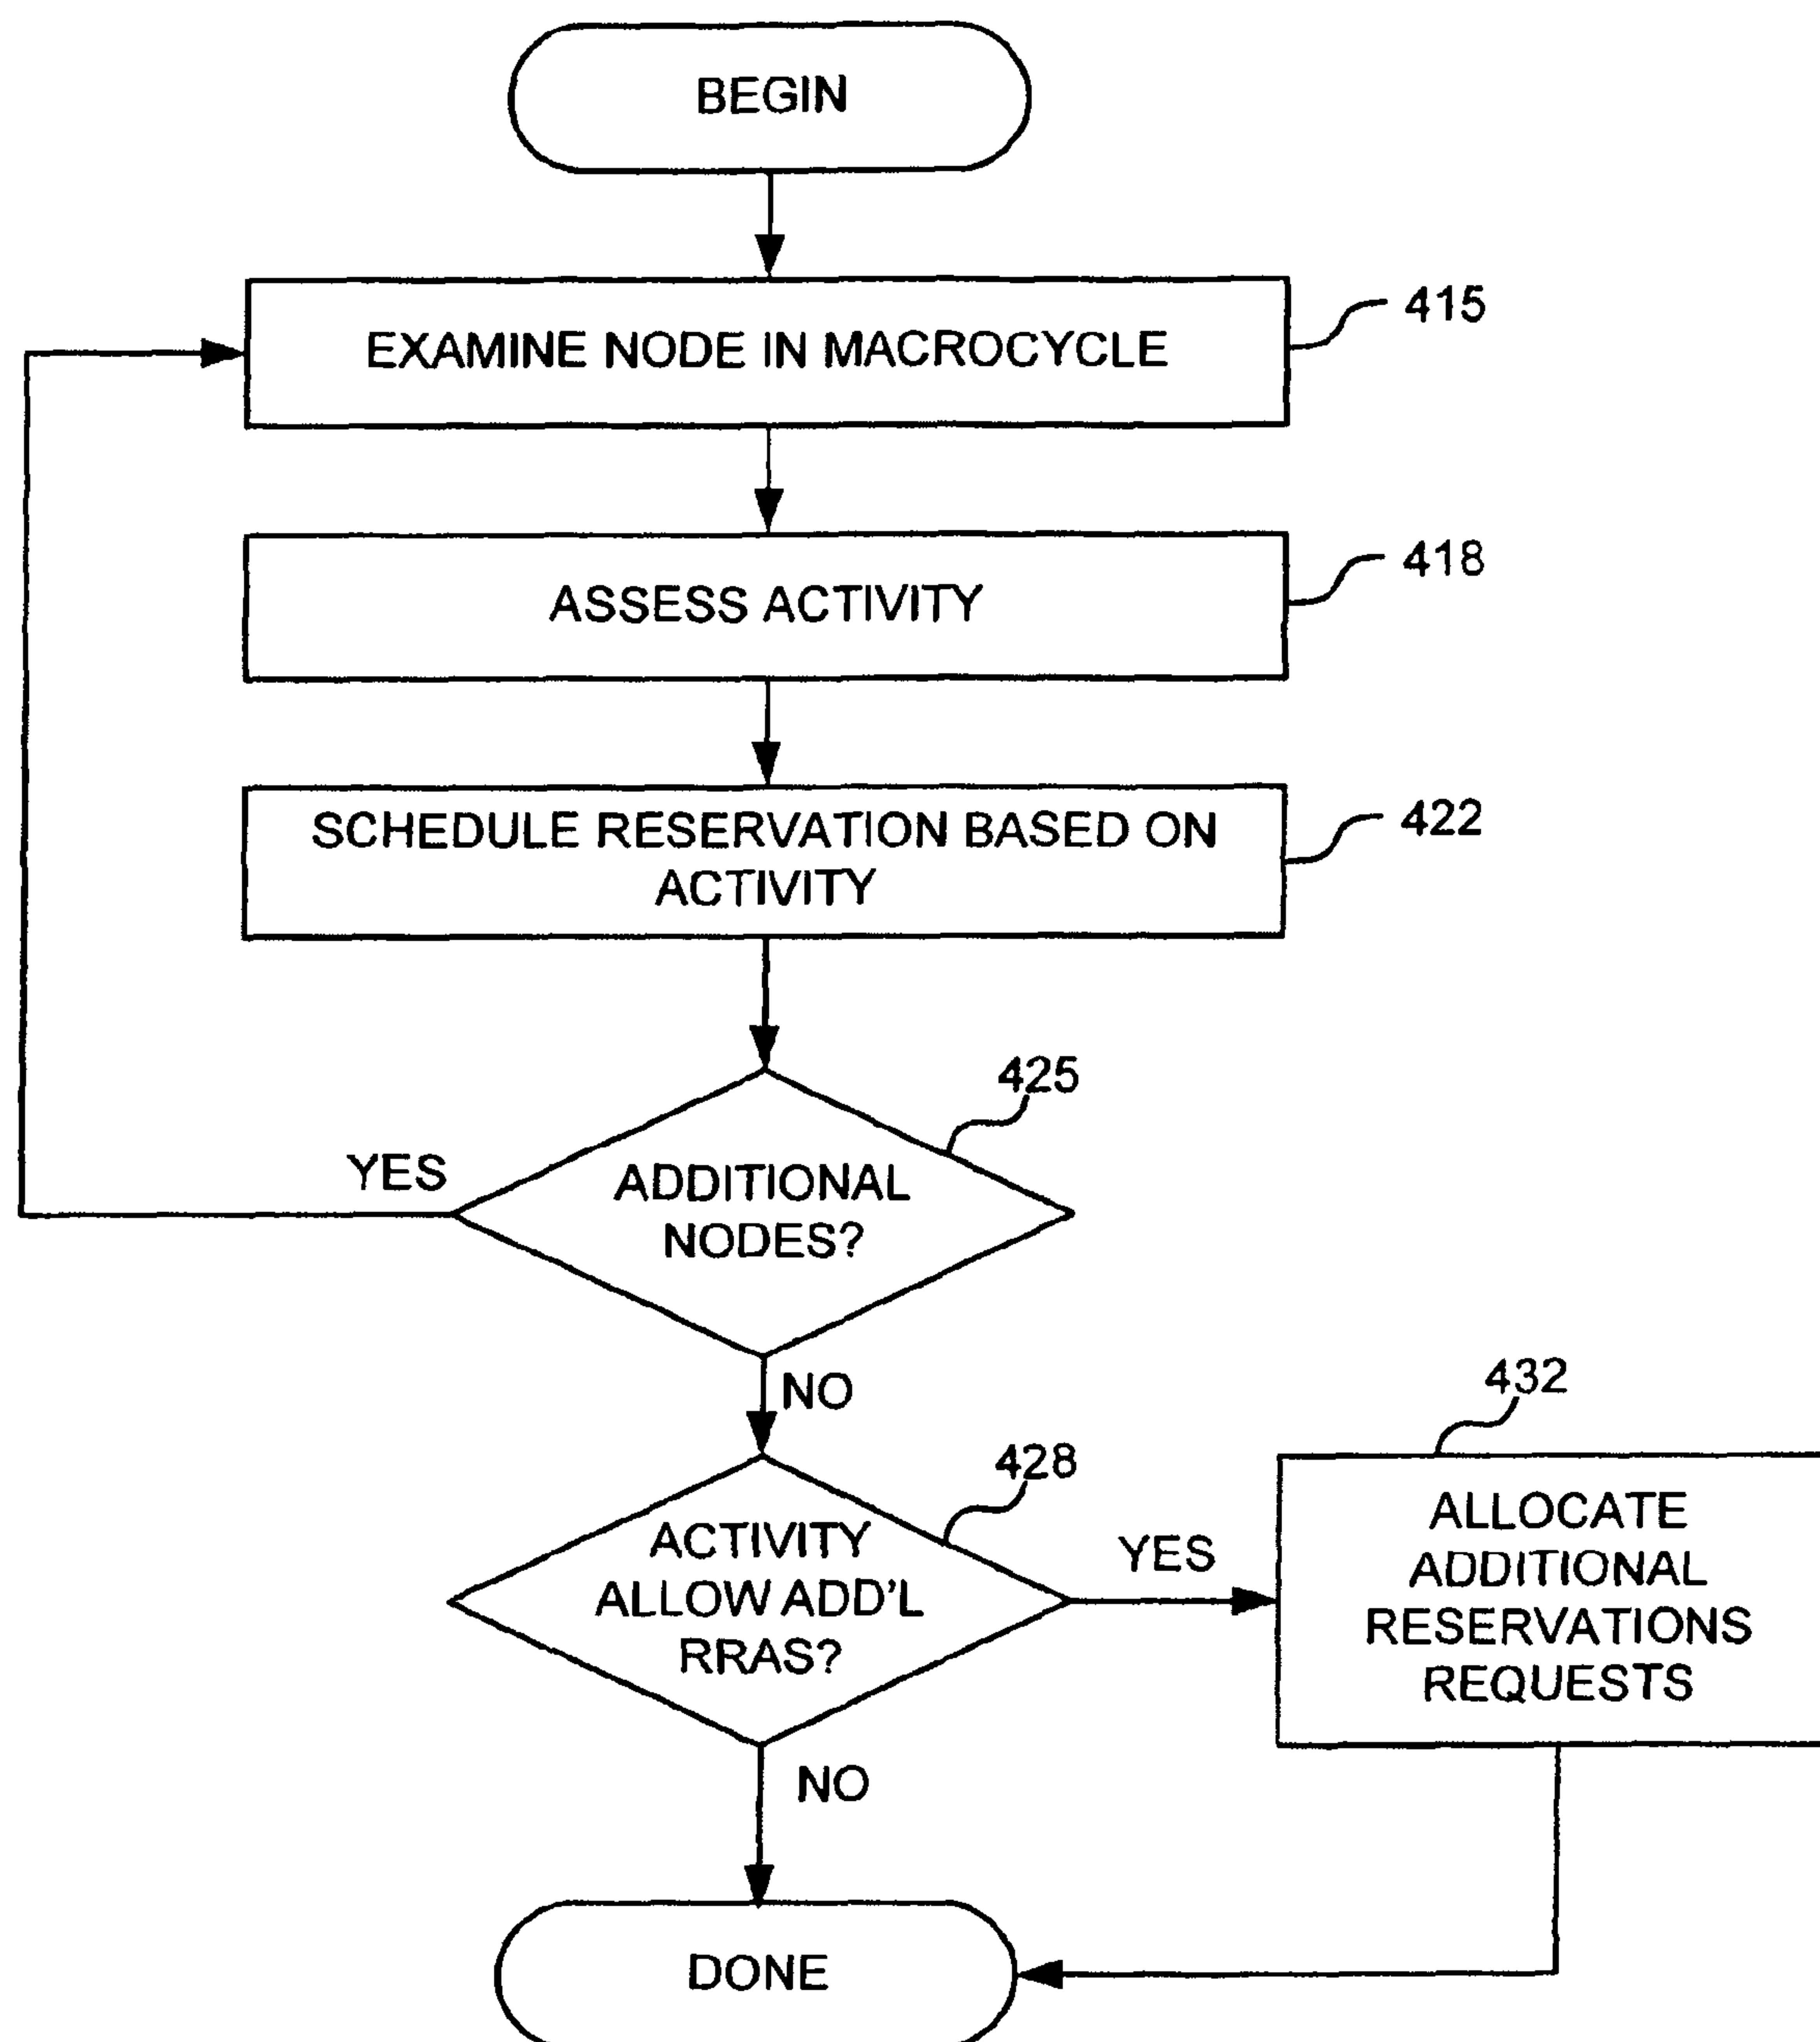 BEGIN
EXAMINE NODE IN MACROCYCLE
415
ASSESS ACTIVITY
418
SCHEDULE RESERVATION BASED ON
ACTIVITY
422
425
YES
ADDITIONAL
NODES?
NO
432
428
ACTIVITY
ALLOW ADD'L
RRAS?
YES
ALLOCATE
ADDITIONAL
RESERVATIONS
REQUESTS
NO
DONE